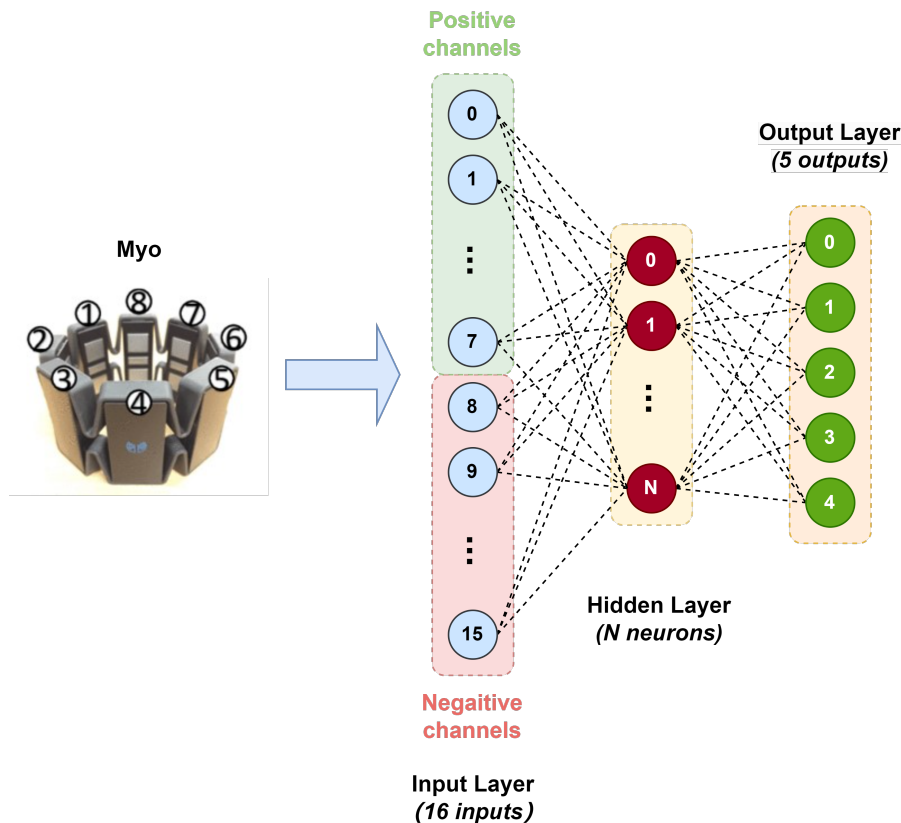 Positive
channels
0
1
...
7
8
9
...
15
Negaitive
channels
Input Layer
(16 inputs)
Myo
①
⑧
⑦
②
⑥
③
⑤
④
0
1
...
N
Hidden Layer
(N neurons)
Output Layer
(5 outputs)
0
1
2
3
4